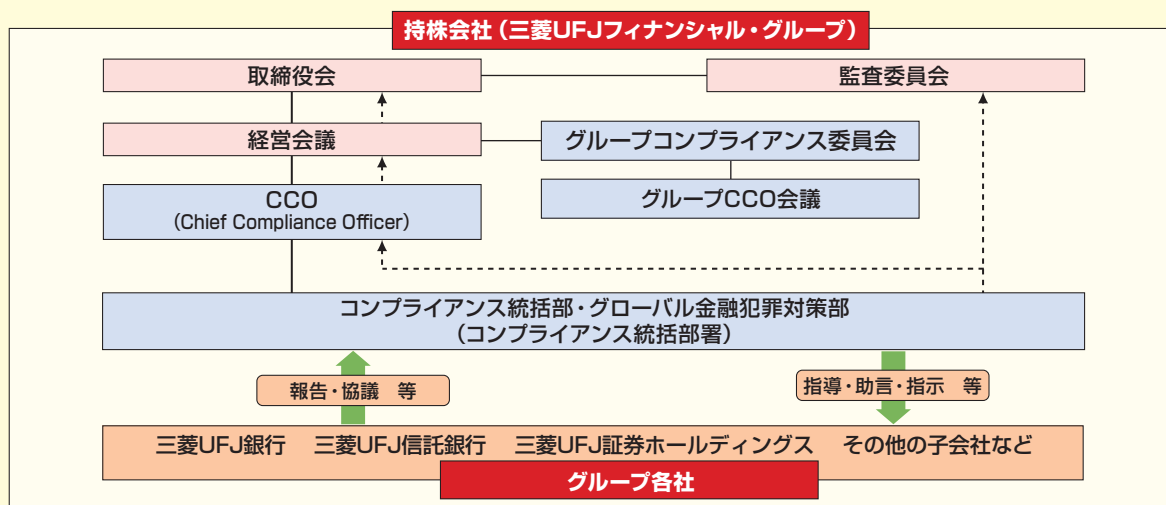 持株会社（三菱UFJフィナンシャル・グループ）
取締役会
監査委員会
経営会議
グループコンプライアンス委員会
CCO
（Chief Compliance Officer）
グループCCO会議
コンプライアンス統括部・グローバル金融犯罪対策部
（コンプライアンス統括部署）
報告・協議　等
指導・助言・指示　等
三菱UFJ銀行　三菱UFJ信託銀行　三菱UFJ証券ホールディングス　その他の子会社など
グループ各社